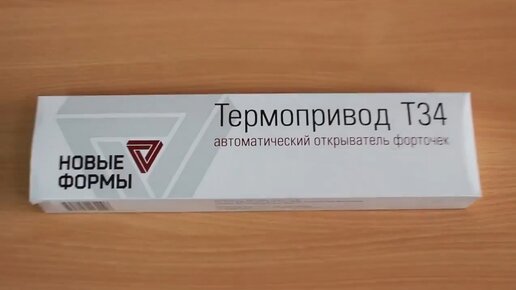 Термопривод Т34
автоматический открыватель форточек
НОВЫЕ
ФОРМЫ